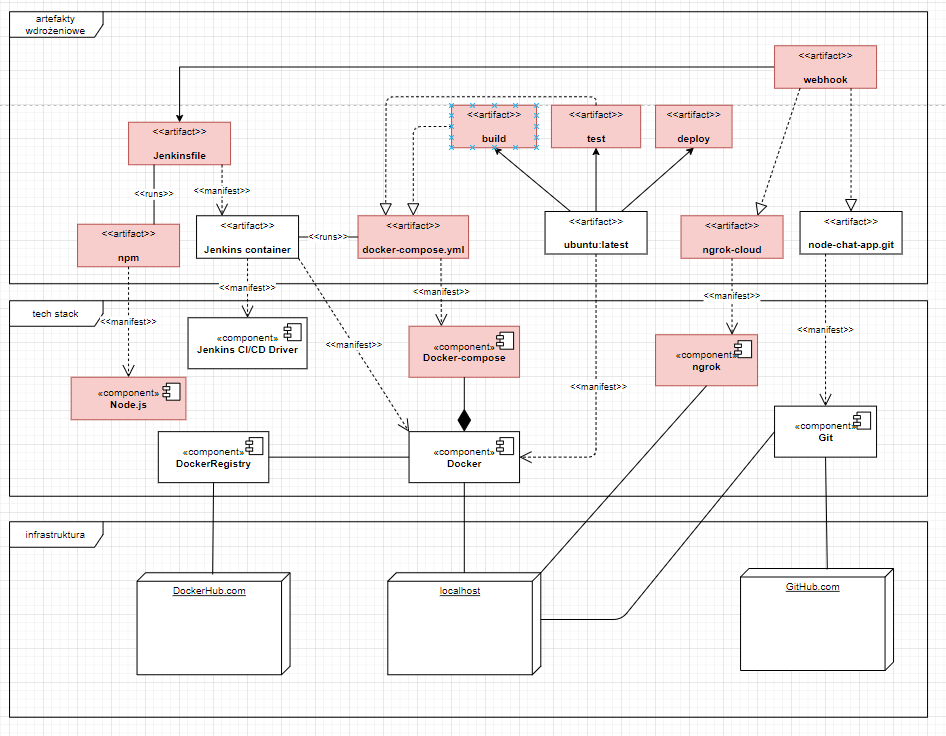 artefakty
wdrożeniowe
<<artifact>>
webhook
<<artifact>>
build
<<artifact>>
test
<<artifact>>
deploy
<<artifact>>
Jenkinsfile
<<runs>>
<<manifest>>
<<artifact>>
npm
<<artifact>>
Jenkins container
<<runs>>
<<artifact>>
docker-compose.yml
<<artifact>>
ubuntu:latest
<<artifact>>
ngrok-cloud
<<artifact>>
node-chat-app.git
<<manifest>>
<<manifest>>
<<manifest>>
tech stack
<<manifest>>
<<manifest>>
«component»
Jenkins CI/CD Driver
<<manifest>>
«component»
Docker-compose
«component»
ngrok
<<manifest>>
«component»
Node.js
«component»
Git
«component»
DockerRegistry
«component»
Docker
infrastruktura
DockerHub.com
localhost
GitHub.com